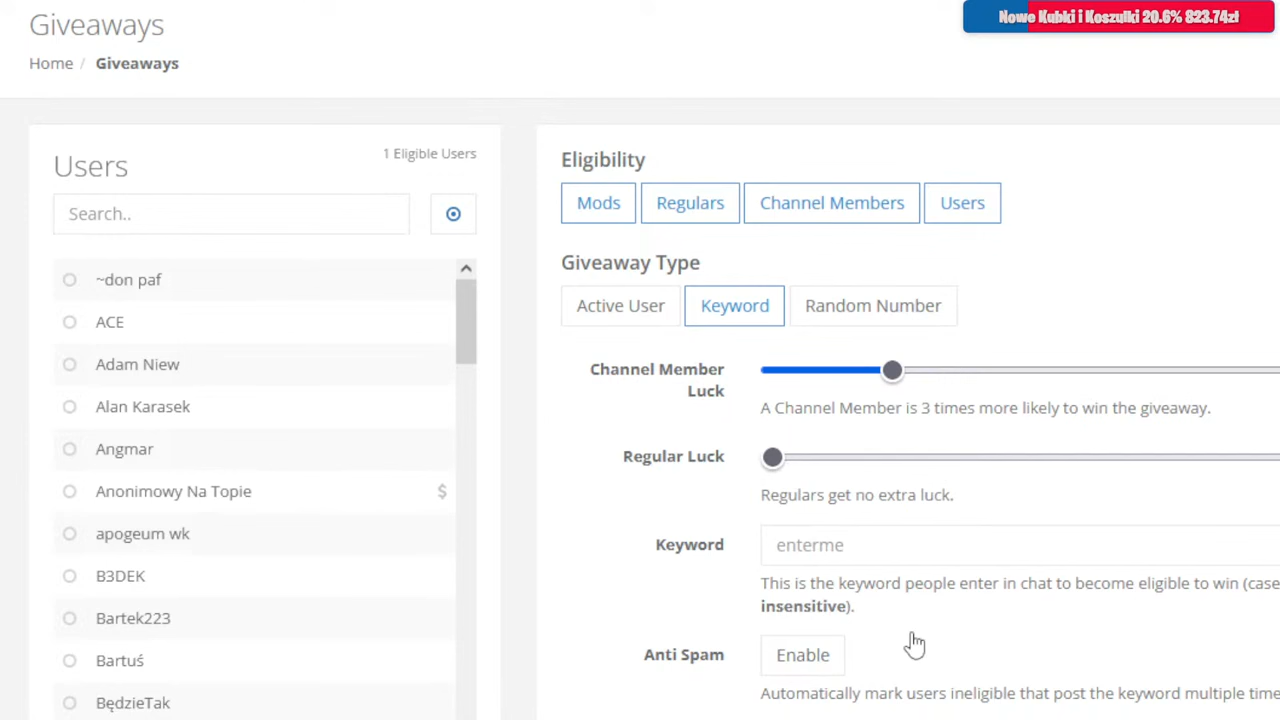 Giveaways
Nowe Kubki i Koszulki 20.6% 823.74zł
Home / Giveaways
Users
1 Eligible Users
Search..
~don paf
ACE
Adam Niew
Alan Karasek
Angmar
Anonimowy Na Topie $
apogeum wk
B3DEK
Bartek223
Bartuś
BędzieTak
Eligibility
Mods Regulars Channel Members Users
Giveaway Type
Active User Keyword Random Number
Channel Member
Luck
A Channel Member is 3 times more likely to win the giveaway.
Regular Luck
Regulars get no extra luck.
Keyword enterme
This is the keyword people enter in chat to become eligible to win (case
insensitive).
Anti Spam Enable
Automatically mark users ineligible that post the keyword multiple time